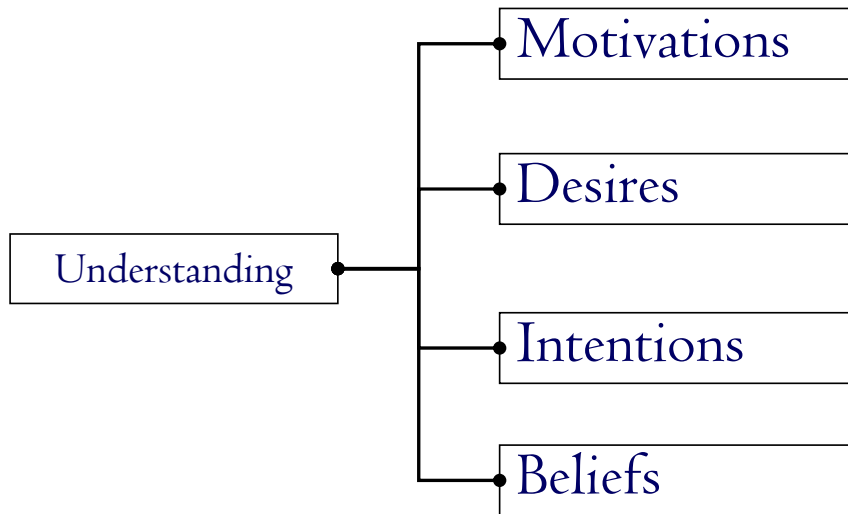 Understanding
Motivations
Desires
Intentions
Beliefs